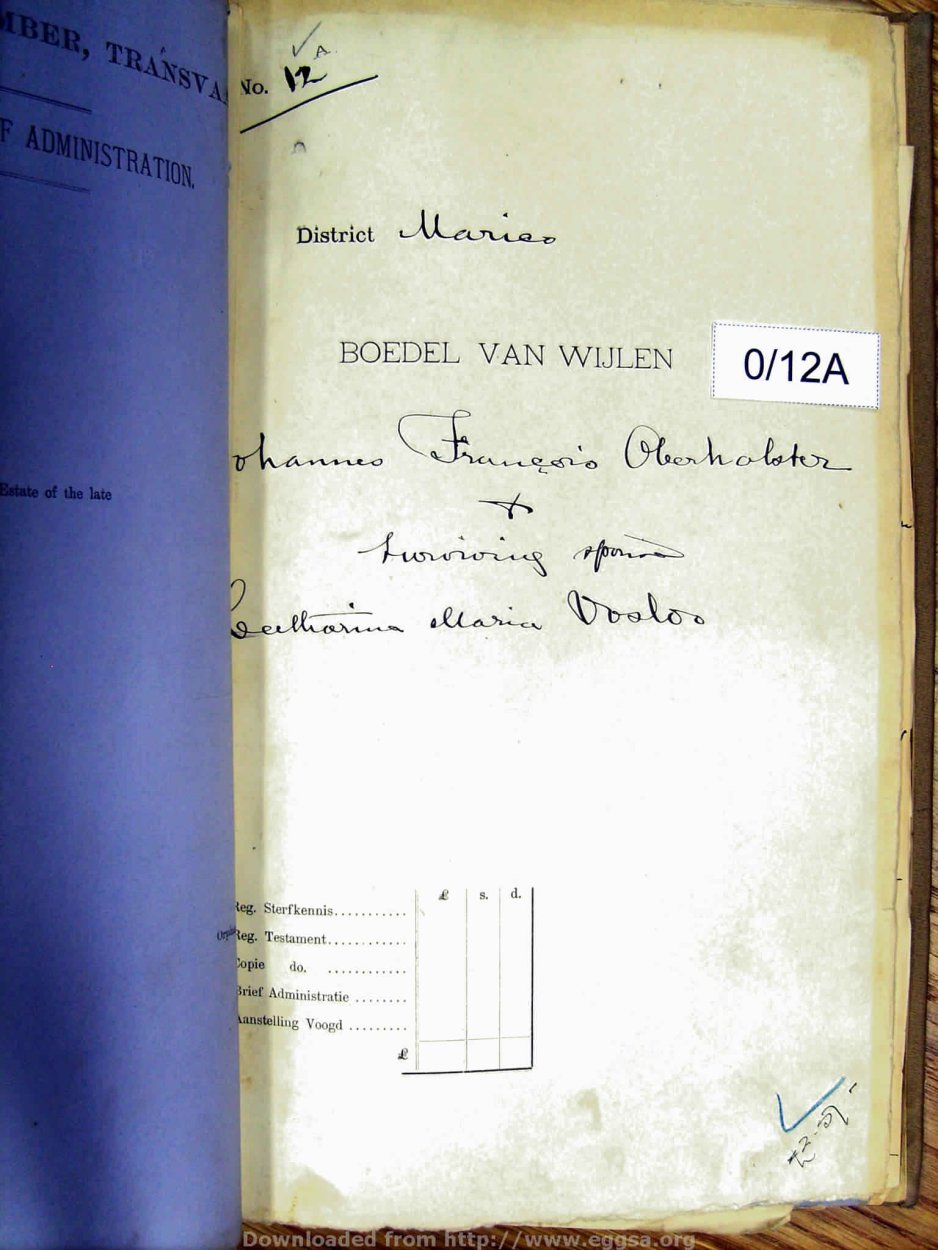 MBER, TRANSVA
F ADMINISTRATION.
Estate of the late
No. 12 A.
District Marico
BOEDEL VAN WIJLEN
0/12A
ohannes François Oberholster
+
Surviving spouse
Catharina Maria Vosloo
£ s. d.
Reg. Sterfkennis...........
Reg. Testament............
Copie do. ............
Brief Administratie ........
Aanstelling Voogd .........
£
Downloaded from http://www.eggsa.org